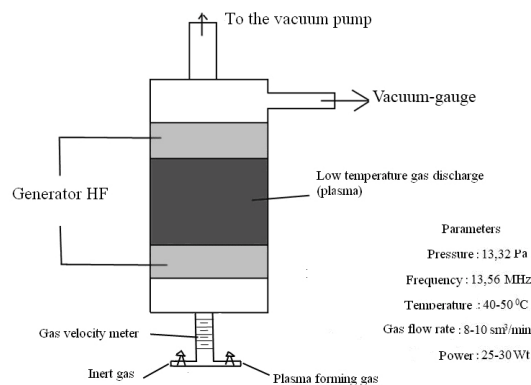 To the vacuum pump
Vacuum-gauge
Generator HF
Low temperature gas discharge
(plasma)
Parameters
Pressure : 13,32 Pa
Frequency : 13,56 MHz
Temperature : 40-50 ⁰C
Gas flow rate : 8-10 sm³/min
Power : 25-30Wt
Gas velocity meter
Inert gas
Plasma forming gas